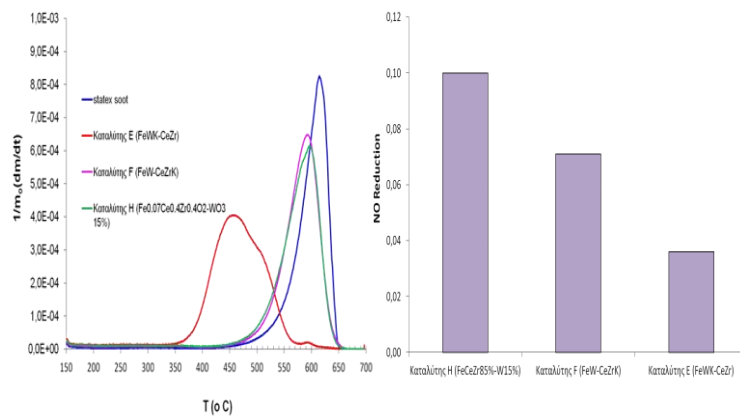 1,0E-03
9,0E-04
8,0E-04
7,0E-04
6,0E-04
5,0E-04
4,0E-04
3,0E-04
2,0E-04
1,0E-04
0,0E+00
1/mₒ(dm/dt)
statex soot
Καταλύτης E (FeWK-CeZr)
Καταλύτης F (FeW-CeZrK)
Καταλύτης H (Fe0.07Ce0.4Zr0.4O2-WO3
15%)
150 200 250 300 350 400 450 500 550 600 650 700
T (o C)
0,12
0,10
0,08
0,06
0,04
0,02
0,00
NO Reduction
Καταλύτης H (FeCeZr85%-W15%) Καταλύτης F (FeW-CeZrK) Καταλύτης E (FeWK-CeZr)